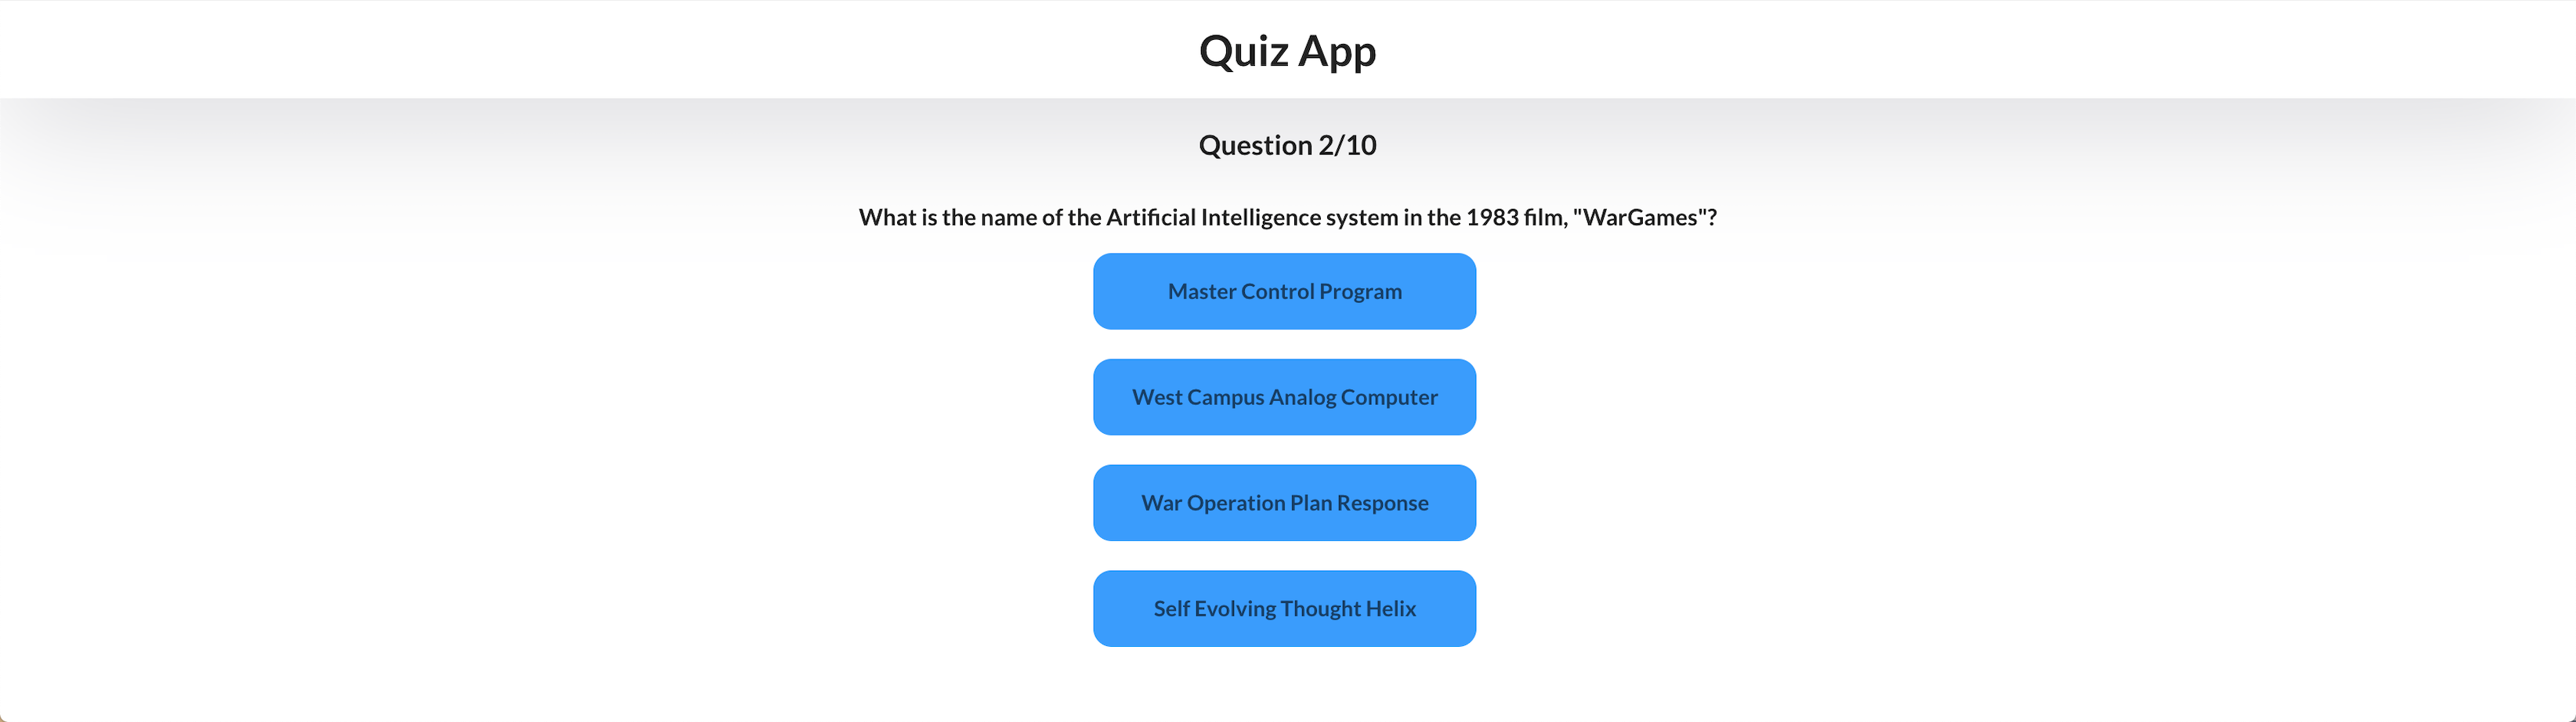 Quiz App
Question 2/10
What is the name of the Artificial Intelligence system in the 1983 film, "WarGames"?
Master Control Program
West Campus Analog Computer
War Operation Plan Response
Self Evolving Thought Helix